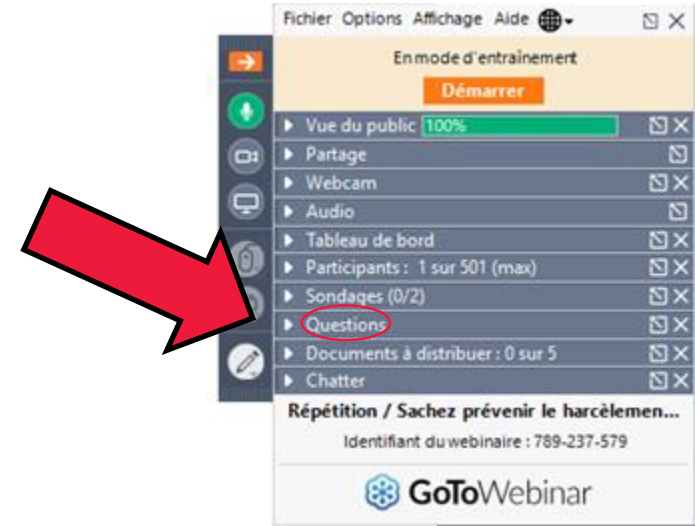 Fichier Options Affichage Aide
En mode d'entraînement
Démarrer
Vue du public 100%
Partage
Webcam
Audio
Tableau de bord
Participants : 1 sur 501 (max)
Sondages (0/2)
Questions
Documents à distribuer : 0 sur 5
Chatter
Répétition / Sachez prévenir le harcèlemen...
Identifiant du webinaire : 789-237-579
GoToWebinar